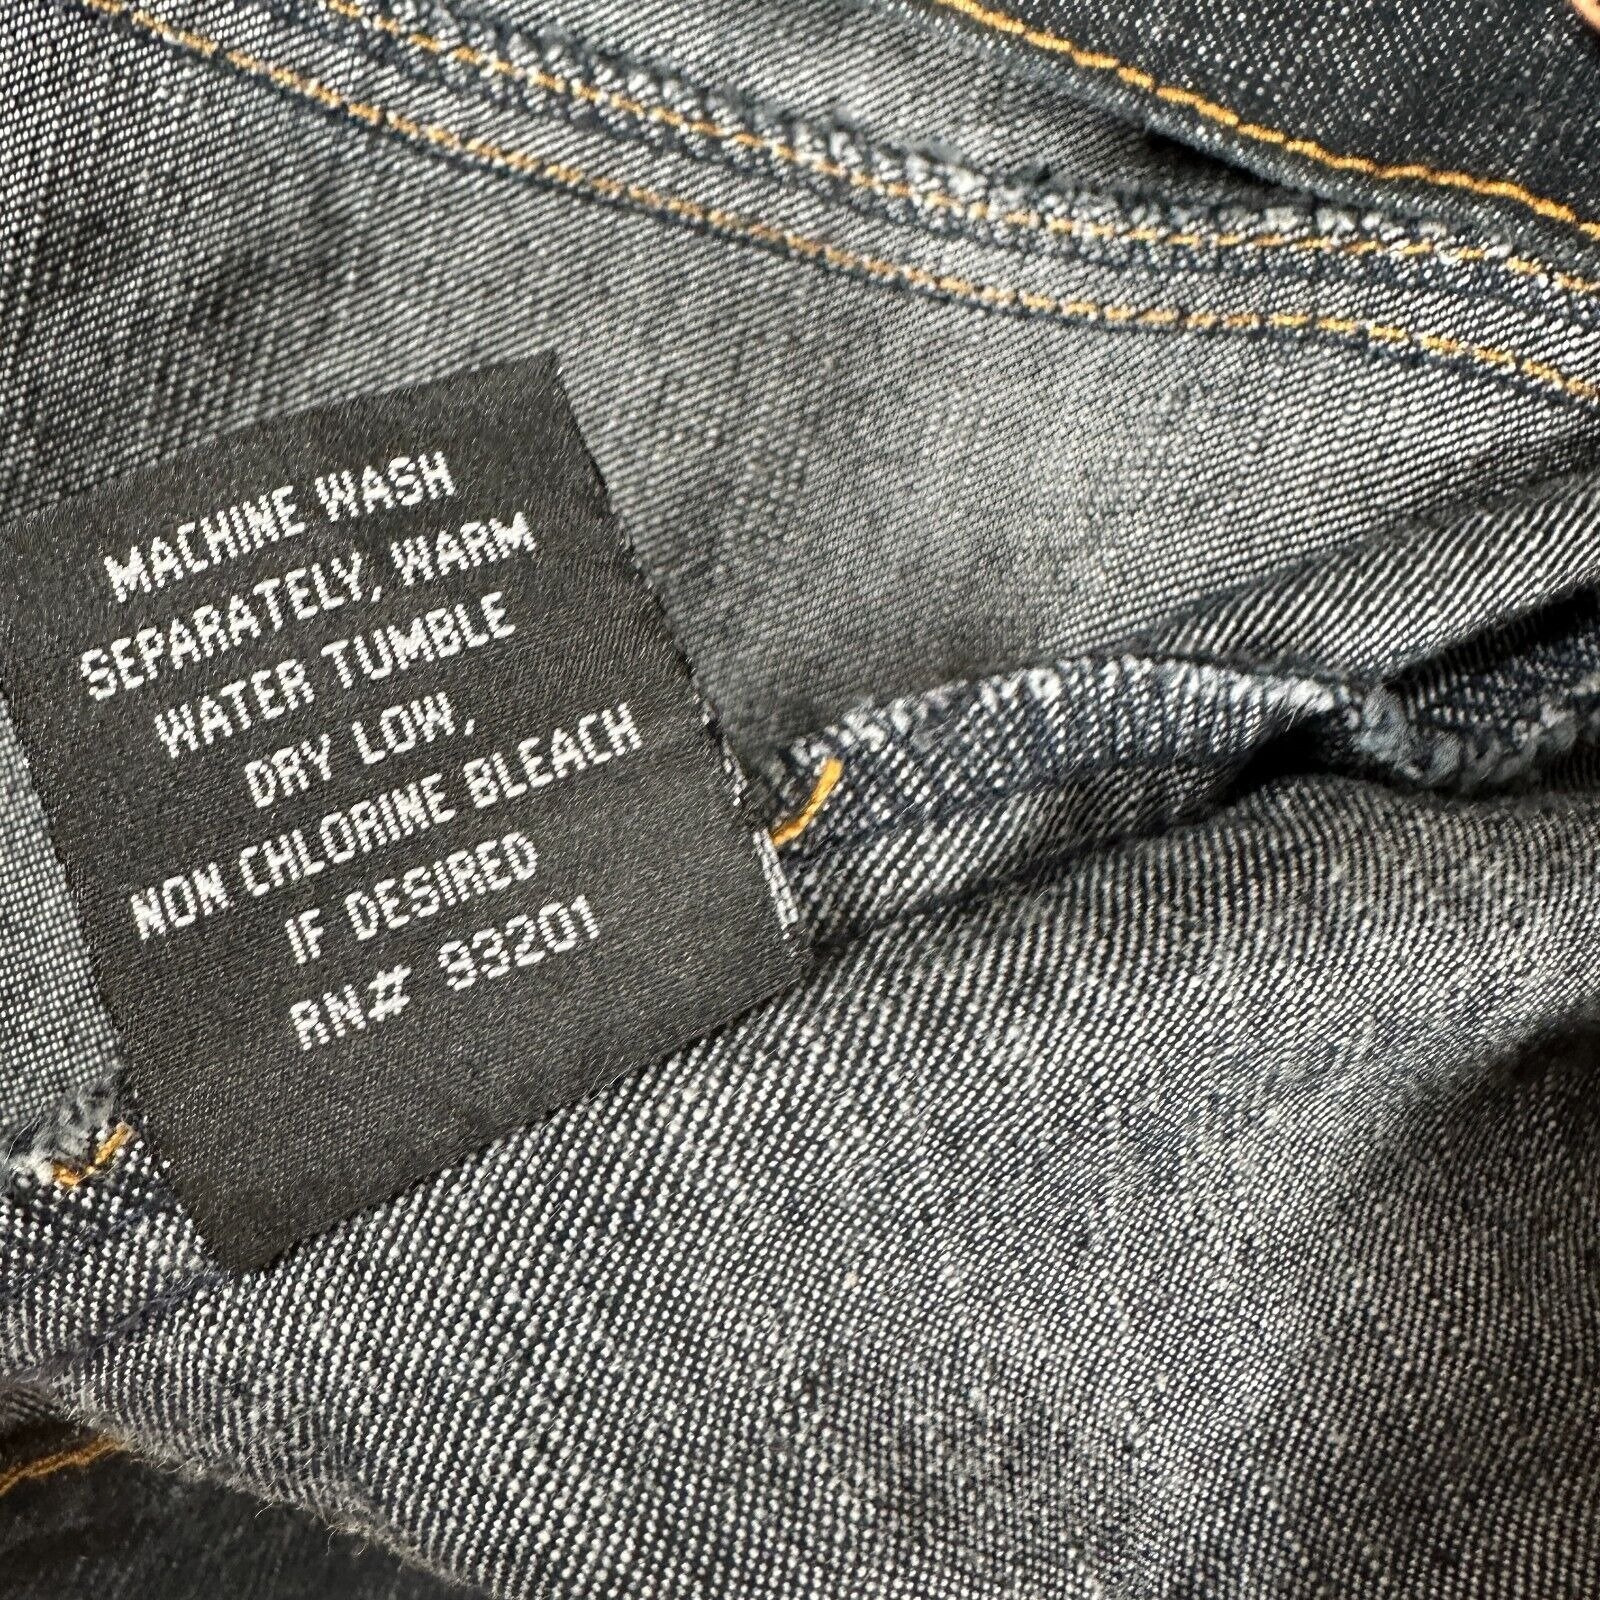 MACHINE WASH
SEPARATELY, WARM
WATER TUMBLE
DRY LOW,
NON CHLORINE BLEACH
IF DESIRED
RN# 93201